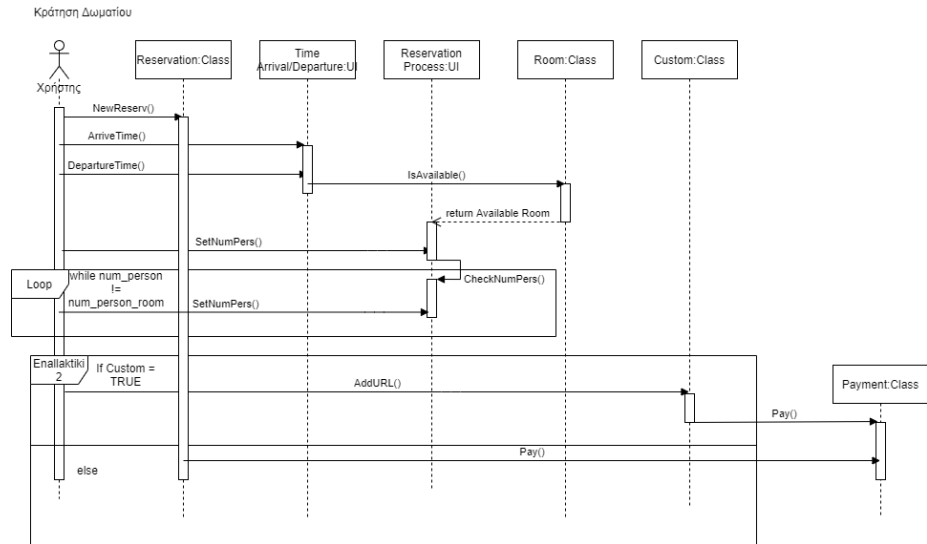 Κράτηση Δωματίου
Reservation:Class
Time
Arrival/Departure:UI
Reservation
Process:UI
Room:Class
Custom:Class
Χρήστης
NewReserv()
ArriveTime()
DepartureTime()
IsAvailable()
return Available Room
SetNumPers()
Loop
while num_person
!=
num_person_room
CheckNumPers()
SetNumPers()
Enallaktiki
2
If Custom =
TRUE
AddURL()
Payment:Class
Pay()
Pay()
else